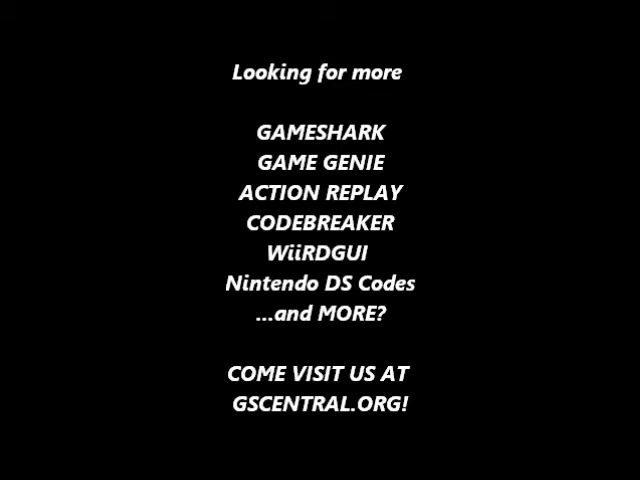 Looking for more
GAMESHARK
GAME GENIE
ACTION REPLAY
CODEBREAKER
WiiRDGUI
Nintendo DS Codes
...and MORE?
COME VISIT US AT
GSCENTRAL.ORG!